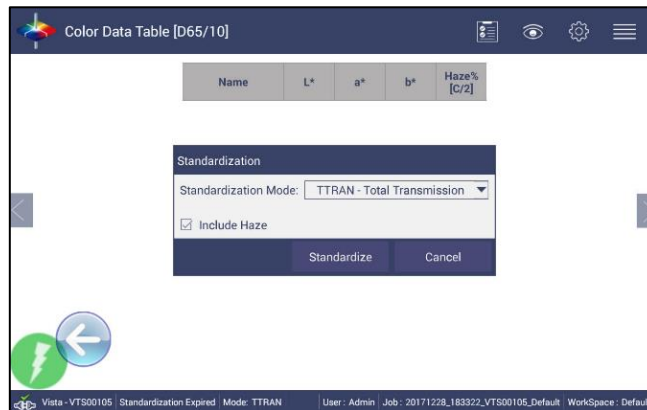 Color Data Table [D65/10]
Name L* a* b* Haze% [C/2]
Standardization
Standardization Mode: TTRAN - Total Transmission
Include Haze
Standardize Cancel
Vista - VTS00105 Standardization Expired Mode: TTRAN User : Admin Job : 20171228_183322_VTS00105_Default WorkSpace : Defaul